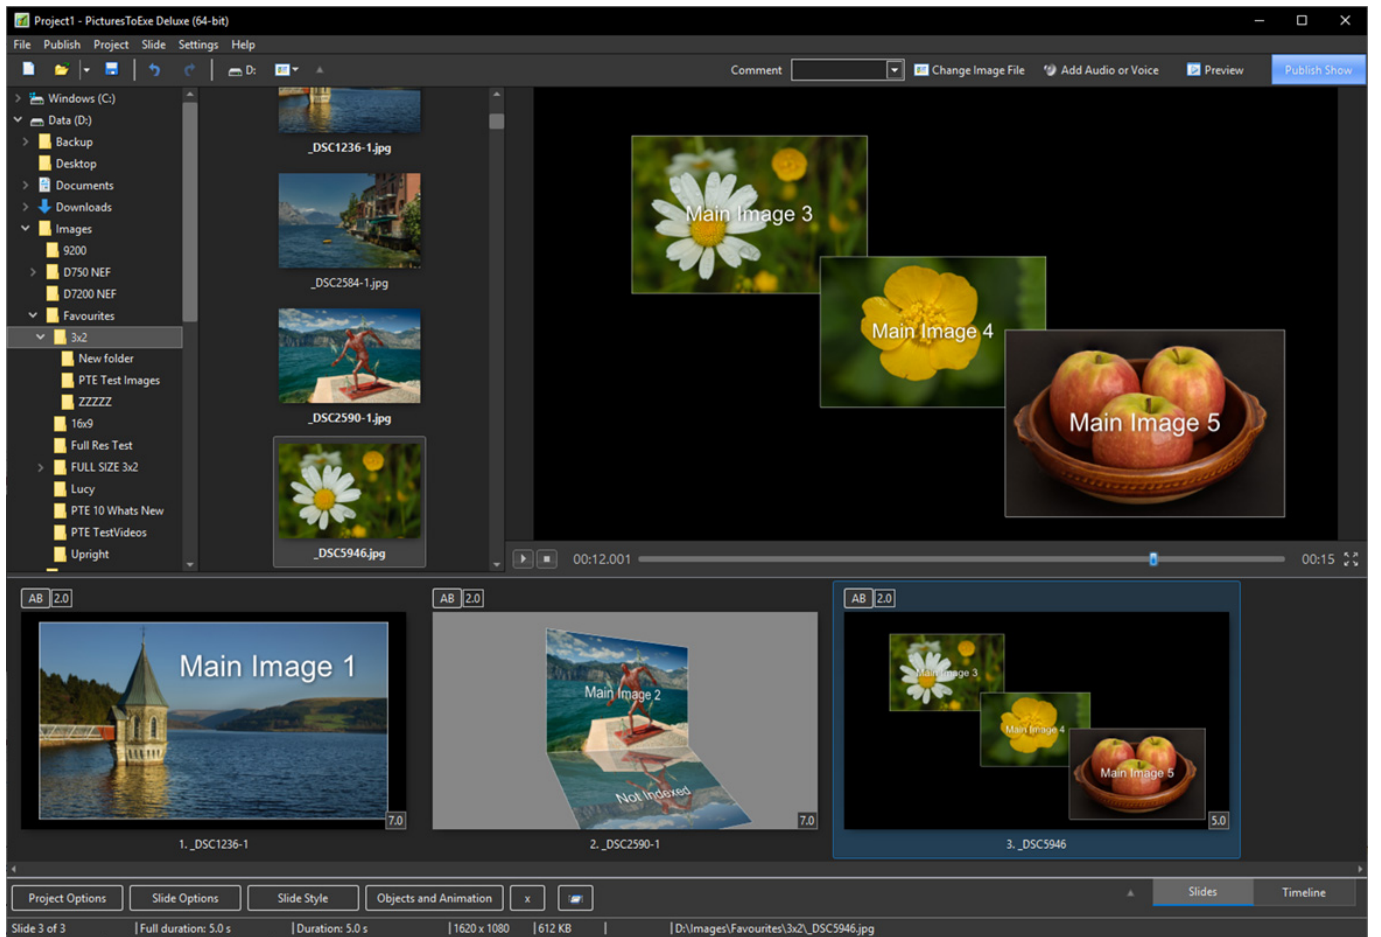 Project1 - PicturesToExe Deluxe (64-bit)
File Publish Project Slide Settings Help
D: Comment Change Image File Add Audio or Voice Preview Publish Show
Windows (C:)
Data (D:)
Backup
Desktop
Documents
Downloads
Images
9200
D750 NEF
D7200 NEF
Favourites
3x2
New folder
PTE Test Images
ZZZZZ
16x9
Full Res Test
FULL SIZE 3x2
Lucy
PTE 10 Whats New
PTE TestVideos
Upright
_DSC1236-1.jpg
_DSC2584-1.jpg
_DSC2590-1.jpg
_DSC5946.jpg
Main Image 3
Main Image 4
Main Image 5
00:12.001 00:15
AB 2.0
Main Image 1
7.0
1. _DSC1236-1
AB 2.0
Main Image 2
Not Indexed
7.0
2. _DSC2590-1
AB 2.0
Main Image 3
Main Image 4
Main Image 5
5.0
3. _DSC5946
Project Options Slide Options Slide Style Objects and Animation x Slides Timeline
Slide 3 of 3 | Full duration: 5.0 s | Duration: 5.0 s | 1620 x 1080 | 612 KB | | D:\Images\Favourites\3x2\_DSC5946.jpg